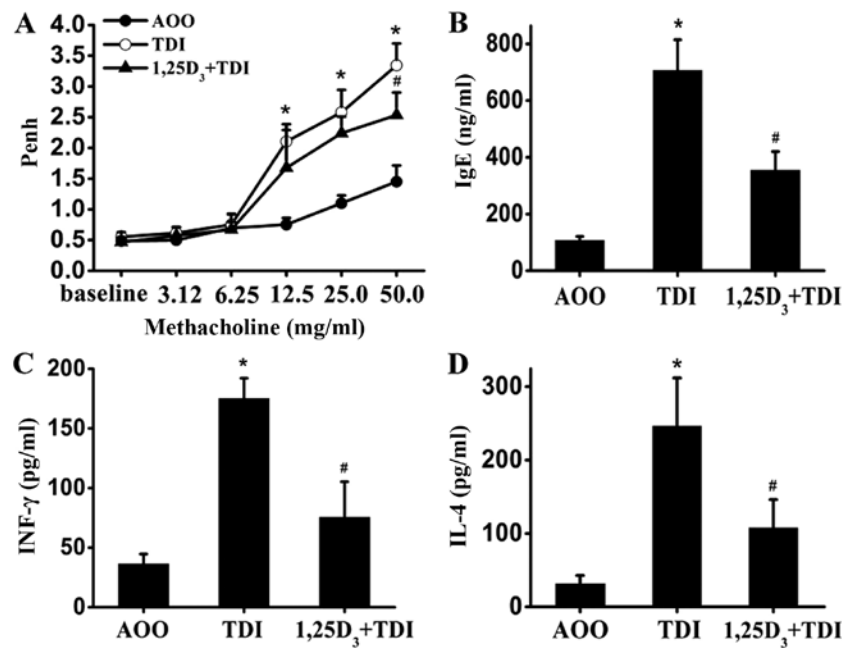 A
AOO
TDI
1,25D₃+TDI
4.0
3.5
3.0
2.5
2.0
1.5
1.0
0.5
0.0
Penh
*
*
*
#
baseline 3.12 6.25 12.5 25.0 50.0
Methacholine (mg/ml)
B
800
600
400
200
0
IgE (ng/ml)
*
#
AOO TDI 1,25D₃+TDI
C
200
150
100
50
0
INF-γ (pg/ml)
*
#
AOO TDI 1,25D₃+TDI
D
300
200
100
0
IL-4 (pg/ml)
*
#
AOO TDI 1,25D₃+TDI